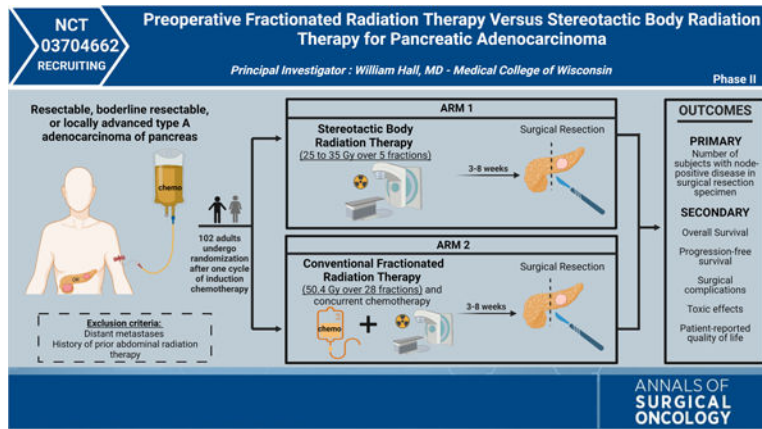 NCT
03704662
RECRUITING
Preoperative Fractionated Radiation Therapy Versus Stereotactic Body Radiation
Therapy for Pancreatic Adenocarcinoma
Principal Investigator : William Hall, MD - Medical College of Wisconsin
Phase II
Resectable, boderline resectable,
or locally advanced type A
adenocarcinoma of pancreas
chemo
102 adults
undergo
randomization
after one cycle
of induction
chemotherapy
Exclusion criteria:
Distant metastases
History of prior abdominal radiation
therapy
ARM 1
Stereotactic Body
Radiation Therapy
(25 to 35 Gy over 5 fractions)
3-8 weeks
Surgical Resection
ARM 2
Conventional Fractionated
Radiation Therapy
(50.4 Gy over 28 fractions) and
concurrent chemotherapy
chemo
3-8 weeks
Surgical Resection
OUTCOMES
PRIMARY
Number of
subjects with node-
positive disease in
surgical resection
specimen
SECONDARY
Overall Survival
Progression-free
survival
Surgical
complications
Toxic effects
Patient-reported
quality of life
ANNALS OF
SURGICAL
ONCOLOGY